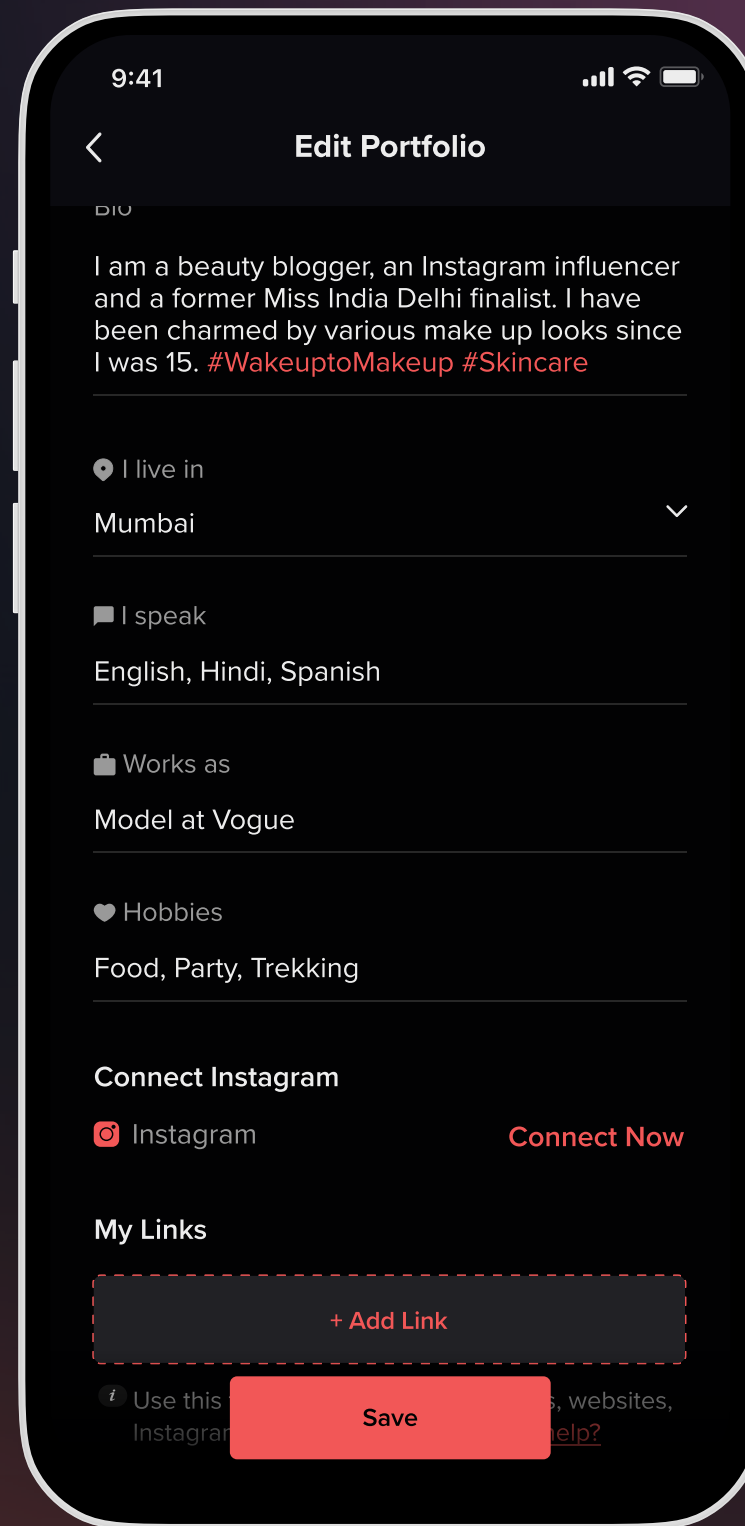 9:41
Edit Portfolio
Bio
I am a beauty blogger, an Instagram influencer
and a former Miss India Delhi finalist. I have
been charmed by various make up looks since
I was 15. #WakeuptoMakeup #Skincare
I live in
Mumbai
I speak
English, Hindi, Spanish
Works as
Model at Vogue
Hobbies
Food, Party, Trekking
Connect Instagram
Instagram
Connect Now
My Links
+ Add Link
Use this websites,
help?
Save